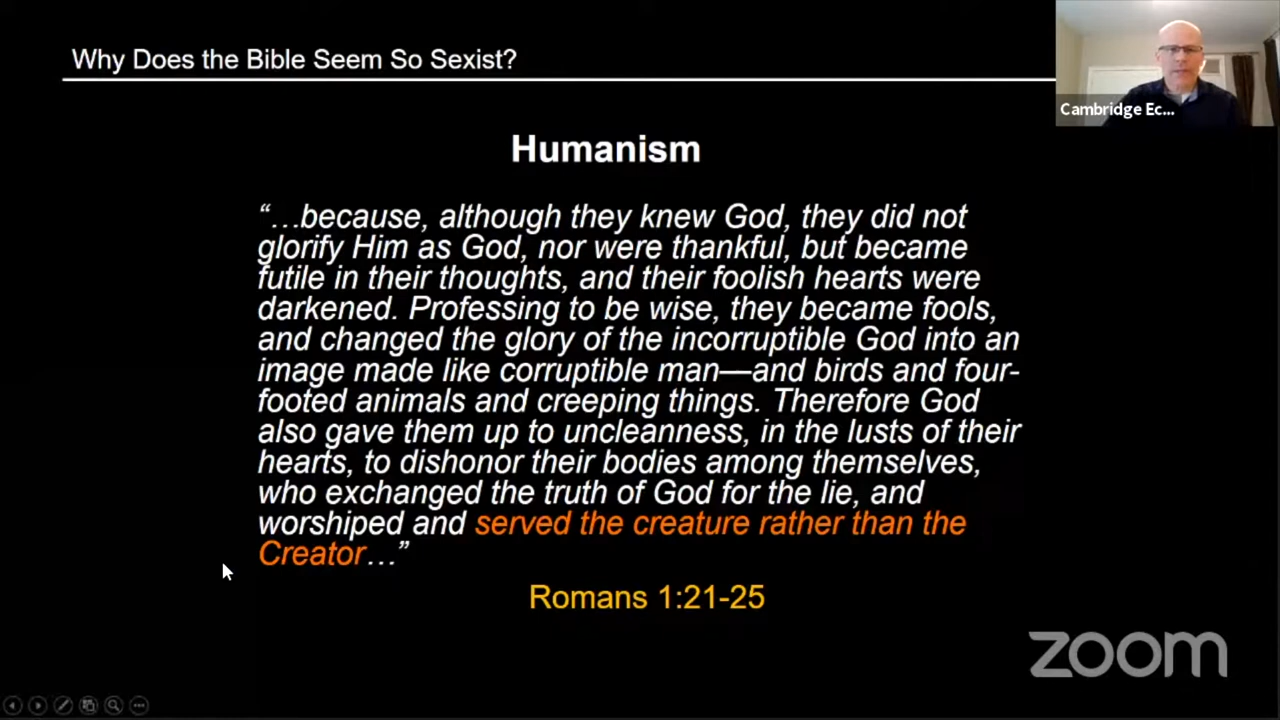 Why Does the Bible Seem So Sexist?
Cambridge Ec...
Humanism
“…because, although they knew God, they did not
glorify Him as God, nor were thankful, but became
futile in their thoughts, and their foolish hearts were
darkened. Professing to be wise, they became fools,
and changed the glory of the incorruptible God into an
image made like corruptible man—and birds and four-
footed animals and creeping things. Therefore God
also gave them up to uncleanness, in the lusts of their
hearts, to dishonor their bodies among themselves,
who exchanged the truth of God for the lie, and
worshiped and served the creature rather than the
Creator…”
Romans 1:21-25
zoom